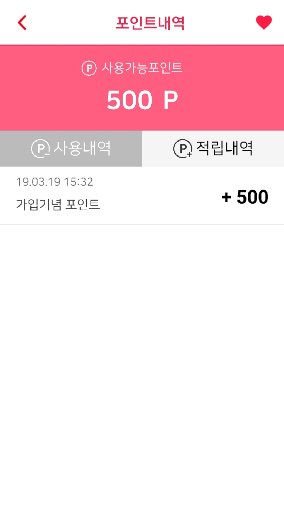 포인트내역
P 사용가능포인트
500 P
P- 사용내역
P+ 적립내역
19.03.19 15:32
가입기념 포인트
+ 500